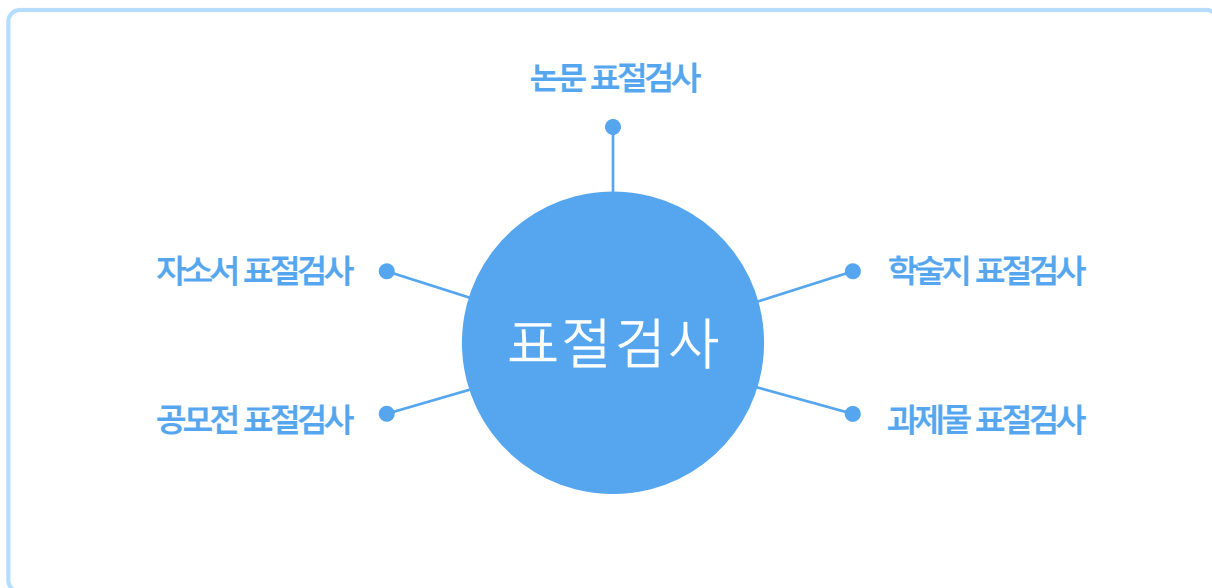 논문 표절검사
자소서 표절검사
학술지 표절검사
표절검사
공모전 표절검사
과제물 표절검사